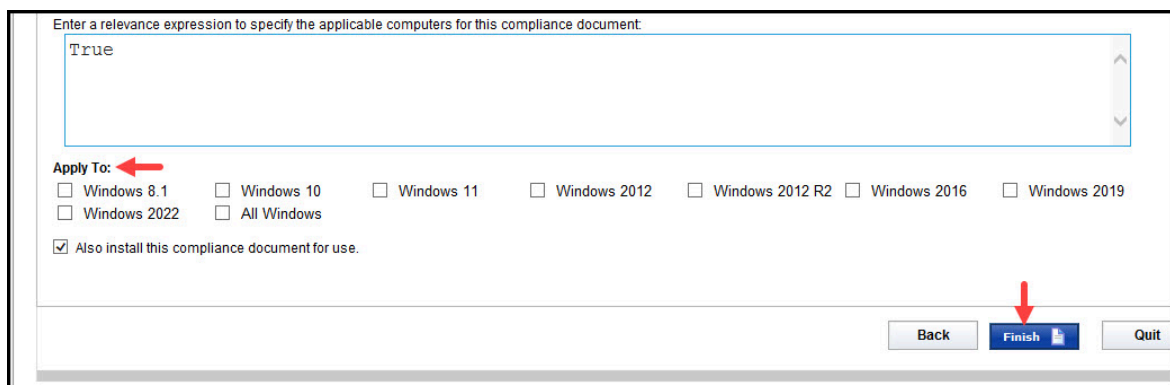 Enter a relevance expression to specify the applicable computers for this compliance document:
True
Apply To:
Windows 8.1 Windows 10 Windows 11 Windows 2012 Windows 2012 R2 Windows 2016 Windows 2019
Windows 2022 All Windows
Also install this compliance document for use.
Back Finish Quit